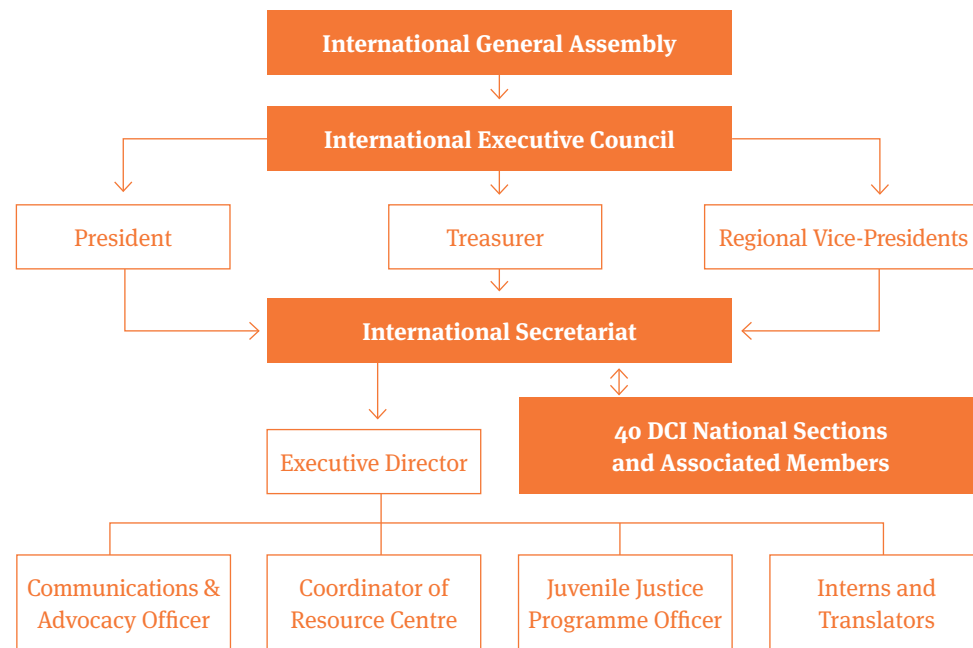 International General Assembly
International Executive Council
President
Treasurer
Regional Vice-Presidents
International Secretariat
40 DCI National Sections
and Associated Members
Executive Director
Communications &
Advocacy Officer
Coordinator of
Resource Centre
Juvenile Justice
Programme Officer
Interns and
Translators